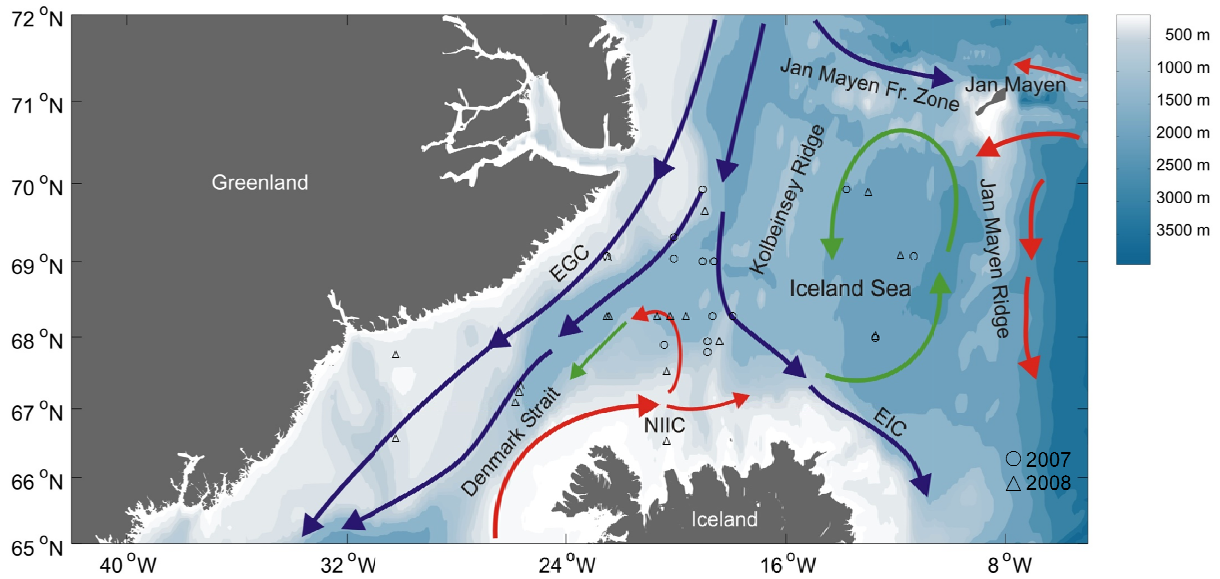 72 °N
71 °N
70 °N
69 °N
68 °N
67 °N
66 °N
65 °N
40 °W
32 °W
24 °W
16 °W
8 °W
Greenland
EGC
Denmark Strait
NIIC
Iceland
Kolbeinsey Ridge
Jan Mayen Fr. Zone
Jan Mayen
Iceland Sea
Jan Mayen Ridge
EIC
2007
2008
500 m
1000 m
1500 m
2000 m
2500 m
3000 m
3500 m